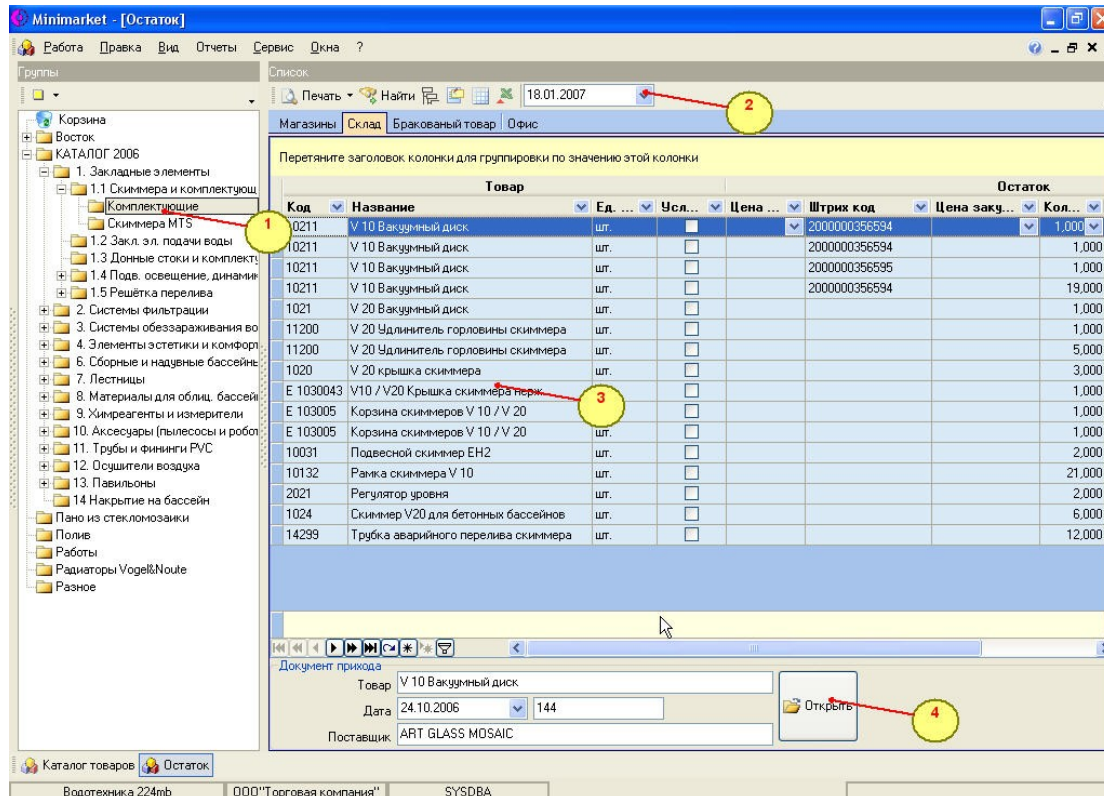 Minimarket - [Остаток]
Работа Правка Вид Отчеты Сервис Окна ?
Группы
Список
Печать Найти 18.01.2007
2
Корзина
Восток
КАТАЛОГ 2006
1. Закладные элементы
1.1 Скиммера и комплектующ
Комплектующие
Скиммера MTS
1.2 Закл. эл. подачи воды
1.3 Донные стоки и комплект
1.4 Подв. освещение, динамик
1.5 Решётка перелива
2. Системы фильтрации
3. Системы обеззараживания во
4. Элементы эстетики и комфорт
6. Сборные и надувные бассейны
7. Лестницы
8. Материалы для облиц. бассей
9. Химреагенты и измерители
10. Аксесуары (пылесосы и робот
11. Трубы и фининги PVC
12. Осушители воздуха
13. Павильоны
14 Накрытие на бассейн
Пано из стекломозаики
Полив
Работы
Радиаторы Vogel&Noute
Разное
1
Магазины Склад Бракованый товар Офис
Перетяните заголовок колонки для группировки по значению этой колонки
Товар Остаток
Код Название Ед. ... Усл... Цена ... Штрих код Цена заку... Кол...
10211 V 10 Вакуумный диск шт. 2000000356594 1,000
10211 V 10 Вакуумный диск шт. 2000000356594 1,000
10211 V 10 Вакуумный диск шт. 2000000356595 1,000
10211 V 10 Вакуумный диск шт. 2000000356594 19,000
1021 V 20 Вакуумный диск шт. 1,000
11200 V 20 Удлинитель горловины скиммера шт. 1,000
11200 V 20 Удлинитель горловины скиммера шт. 5,000
1020 V 20 крышка скиммера шт. 3,000
E 1030043 V10 / V20 Крышка скиммера нерж. 1,000
3
E 103005 Корзина скиммеров V 10 / V 20 1,000
E 103005 Корзина скиммеров V 10 / V 20 шт. 1,000
10031 Подвесной скиммер EH2 шт. 2,000
10132 Рамка скиммера V 10 шт. 21,000
2021 Регулятор уровня шт. 2,000
1024 Скиммер V20 для бетонных бассейнов шт. 6,000
14299 Трубка аварийного перелива скиммера шт. 12,000
Документ прихода
Товар V 10 Вакуумный диск
Дата 24.10.2006 144
Поставщик ART GLASS MOSAIC
Открыть
4
Каталог товаров Остаток
Водотехника 224mb ООО"Торговая компания" SYSDBA